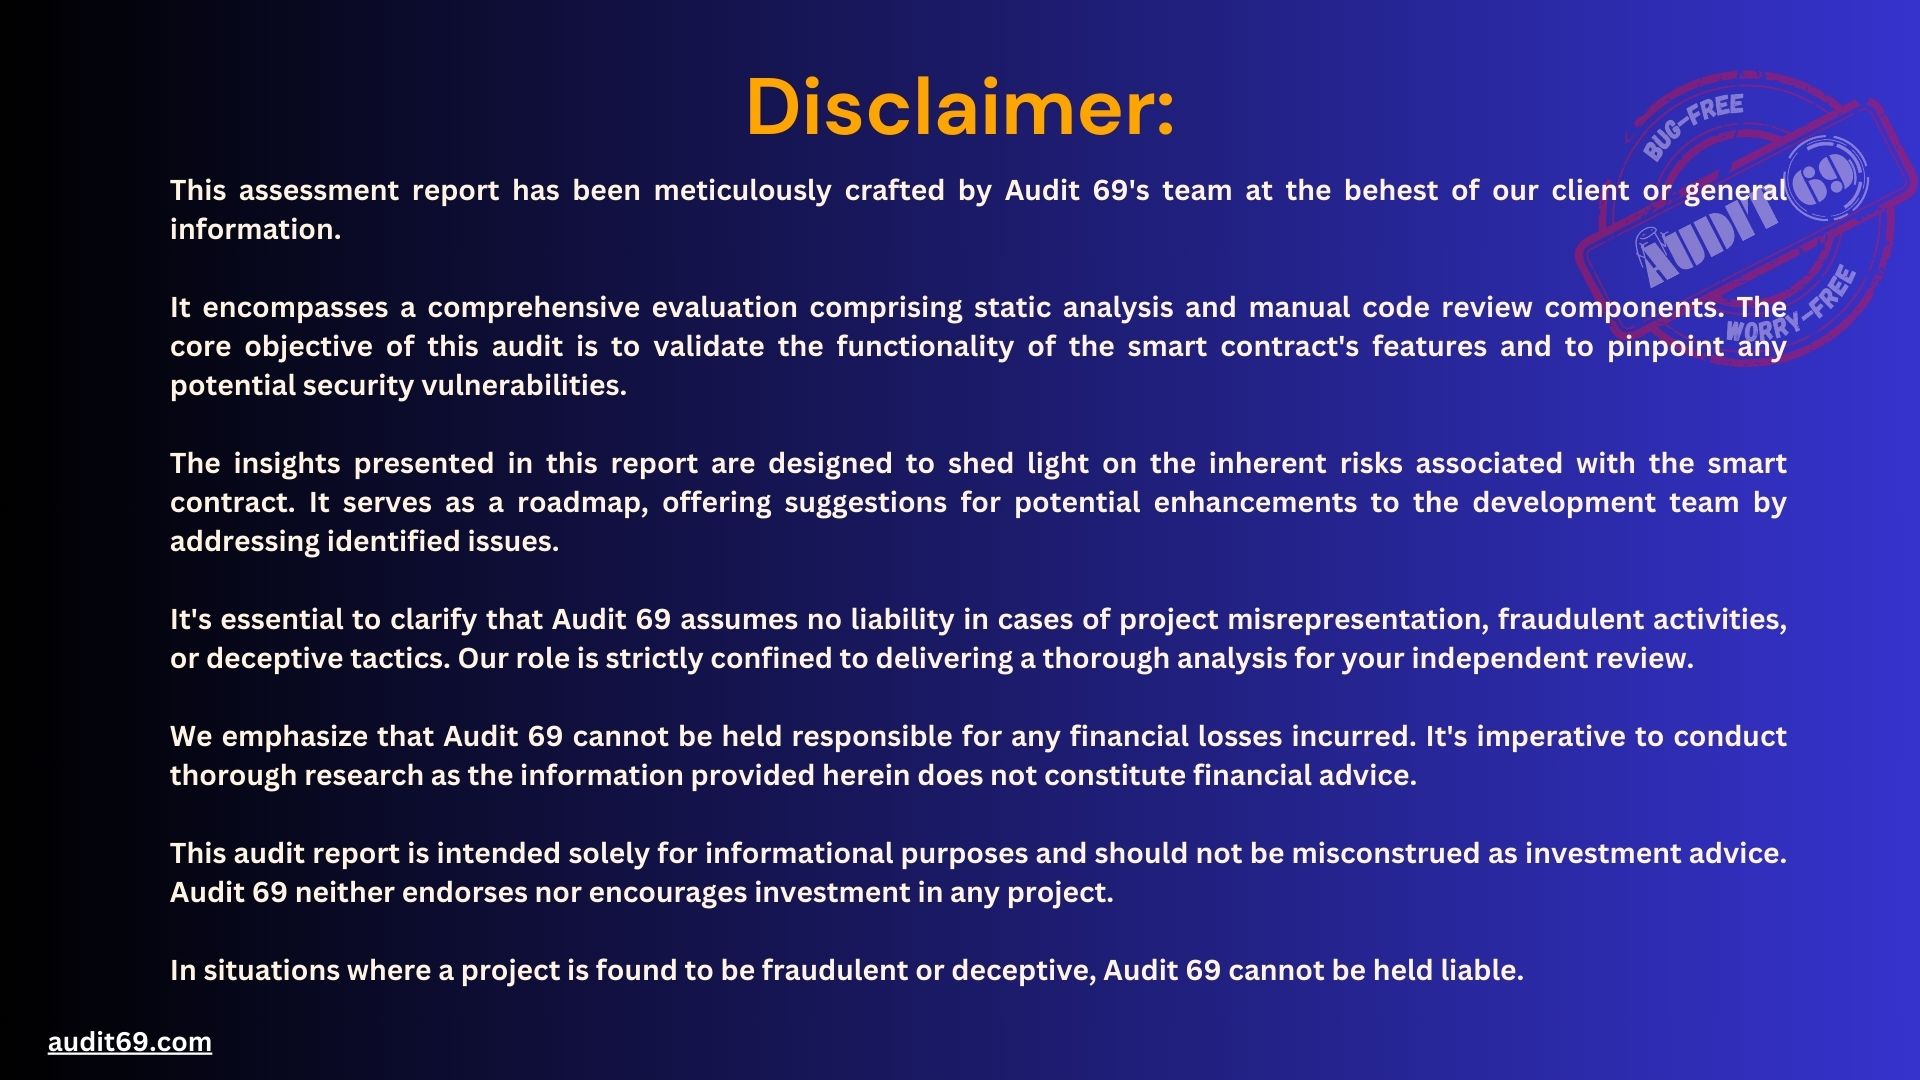 Disclaimer:
BUG-FREE
AUDIT 69
WORRY-FREE
This assessment report has been meticulously crafted by Audit 69's team at the behest of our client or general
information.
It encompasses a comprehensive evaluation comprising static analysis and manual code review components. The
core objective of this audit is to validate the functionality of the smart contract's features and to pinpoint any
potential security vulnerabilities.
The insights presented in this report are designed to shed light on the inherent risks associated with the smart
contract. It serves as a roadmap, offering suggestions for potential enhancements to the development team by
addressing identified issues.
It's essential to clarify that Audit 69 assumes no liability in cases of project misrepresentation, fraudulent activities,
or deceptive tactics. Our role is strictly confined to delivering a thorough analysis for your independent review.
We emphasize that Audit 69 cannot be held responsible for any financial losses incurred. It's imperative to conduct
thorough research as the information provided herein does not constitute financial advice.
This audit report is intended solely for informational purposes and should not be misconstrued as investment advice.
Audit 69 neither endorses nor encourages investment in any project.
In situations where a project is found to be fraudulent or deceptive, Audit 69 cannot be held liable.
audit69.com